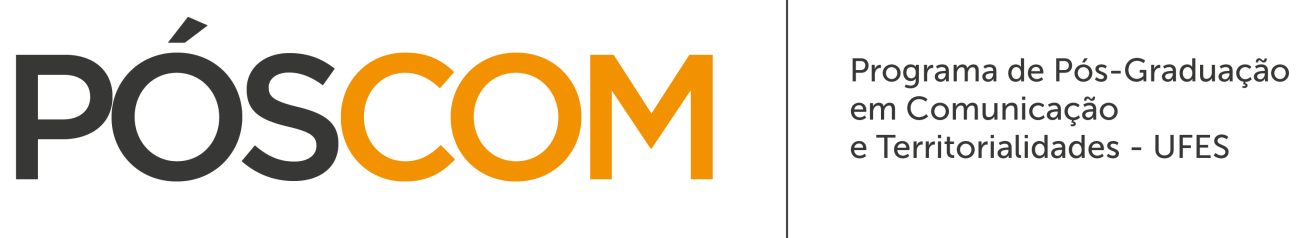 PÓSCOM
Programa de Pós-Graduação
em Comunicação
e Territorialidades - UFES